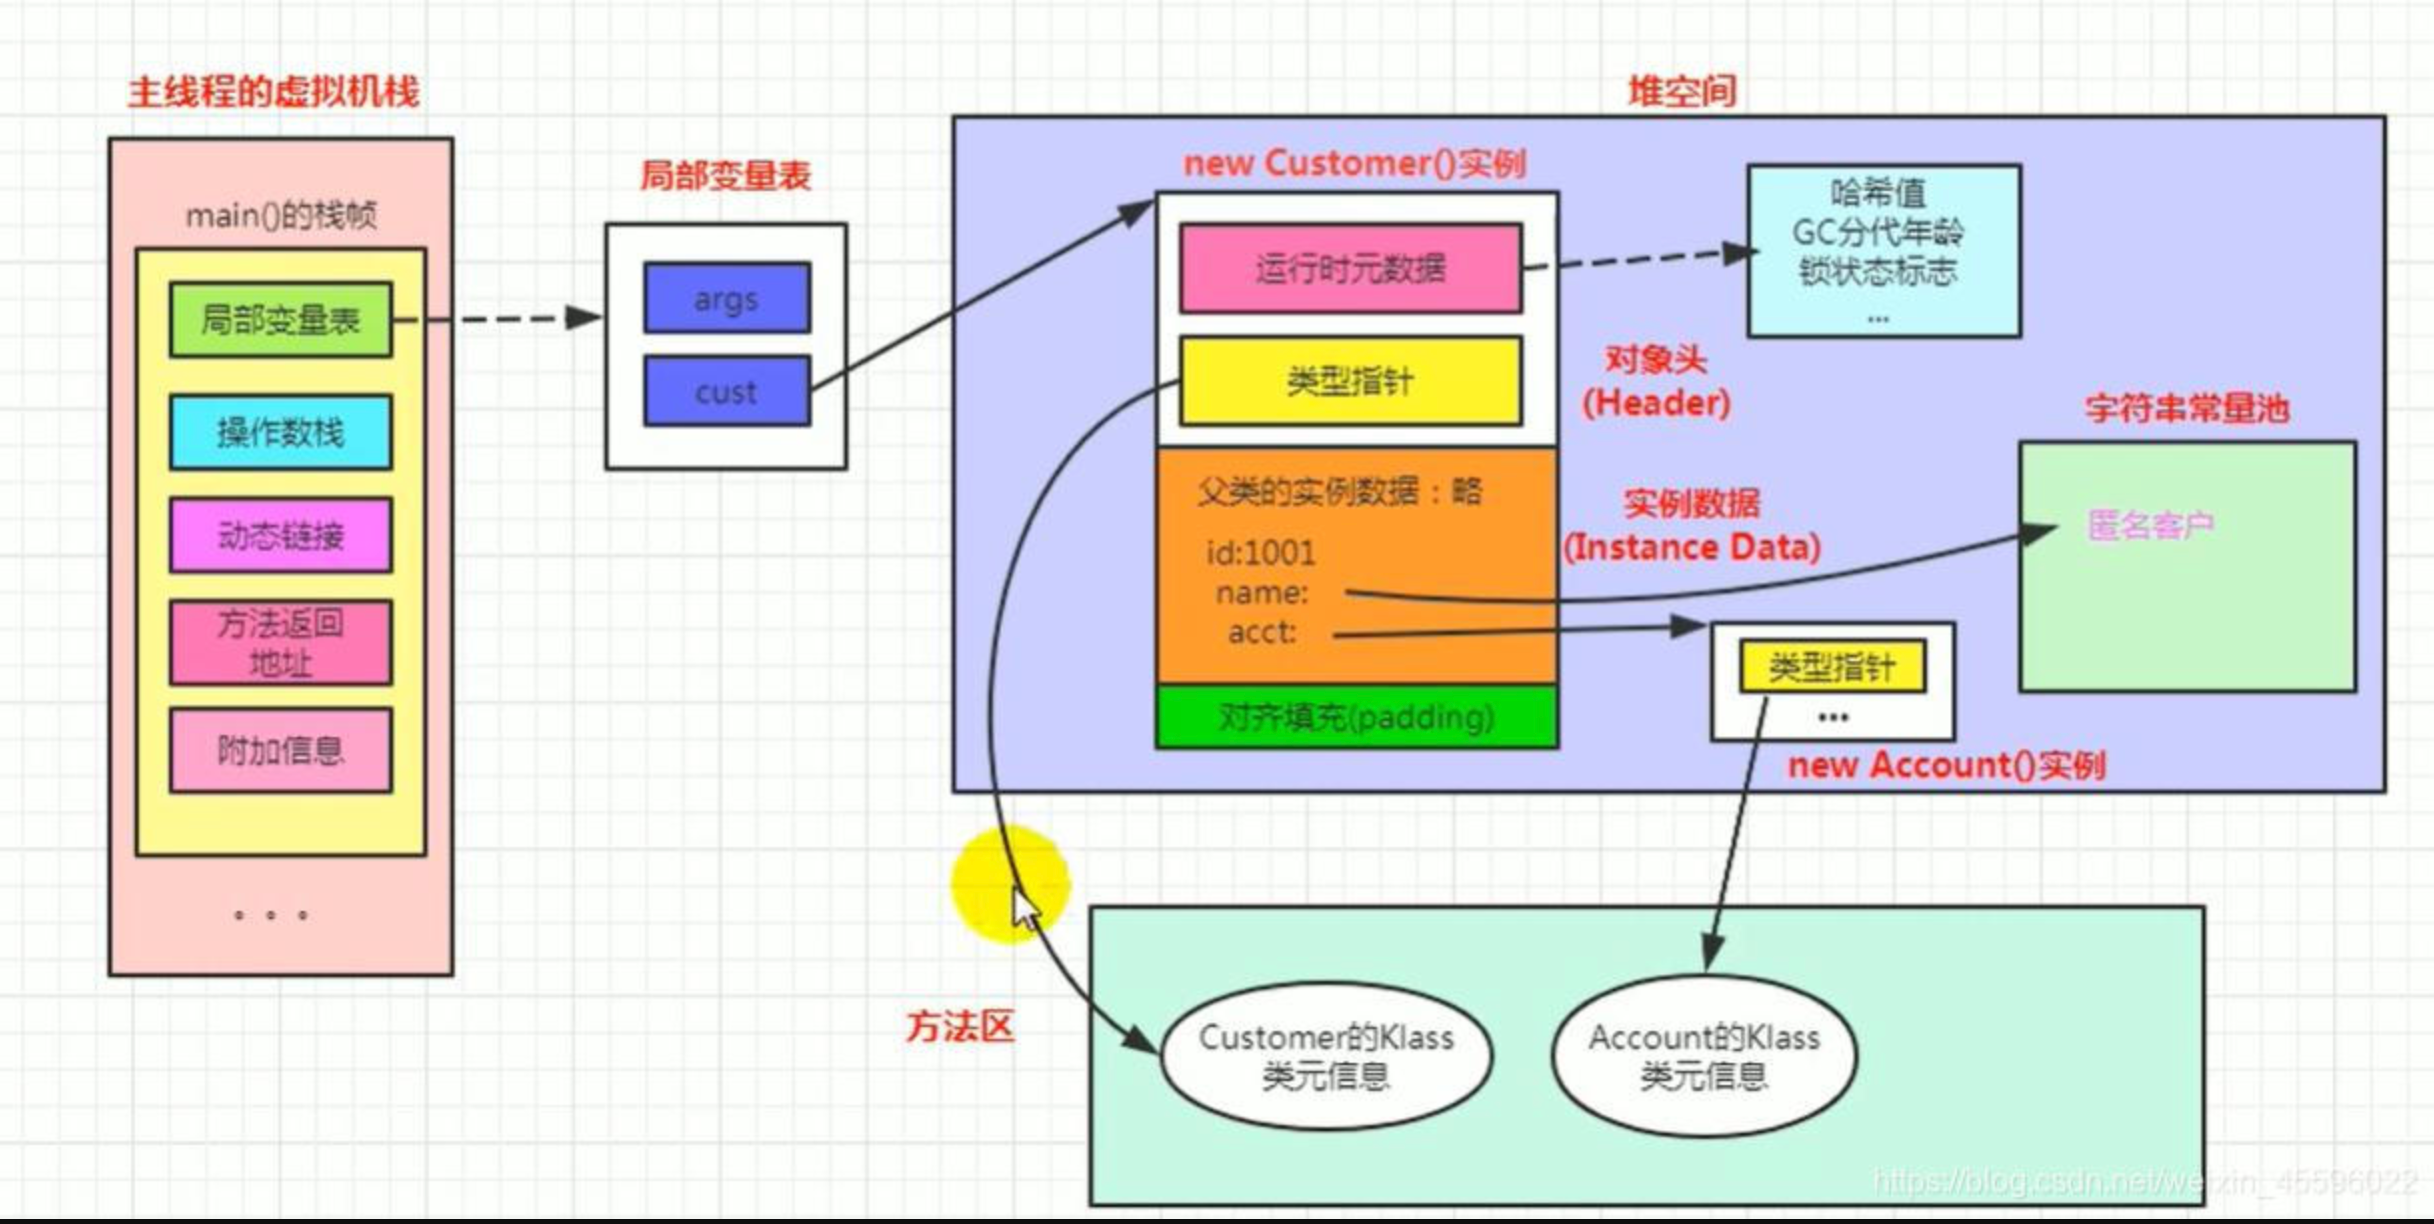 主线程的虚拟机栈
main()的栈帧
局部变量表
操作数栈
动态链接
方法返回
地址
附加信息
。。。
局部变量表
args
cust
堆空间
new Customer()实例
运行时元数据
类型指针
对象头
(Header)
哈希值
GC分代年龄
锁状态标志
...
父类的实例数据：略
id:1001
name:
acct:
实例数据
(Instance Data)
对齐填充(padding)
字符串常量池
匿名客户
类型指针
...
new Account()实例
方法区
Customer的Klass
类元信息
Account的Klass
类元信息
https://blog.csdn.net/weixin_45596022